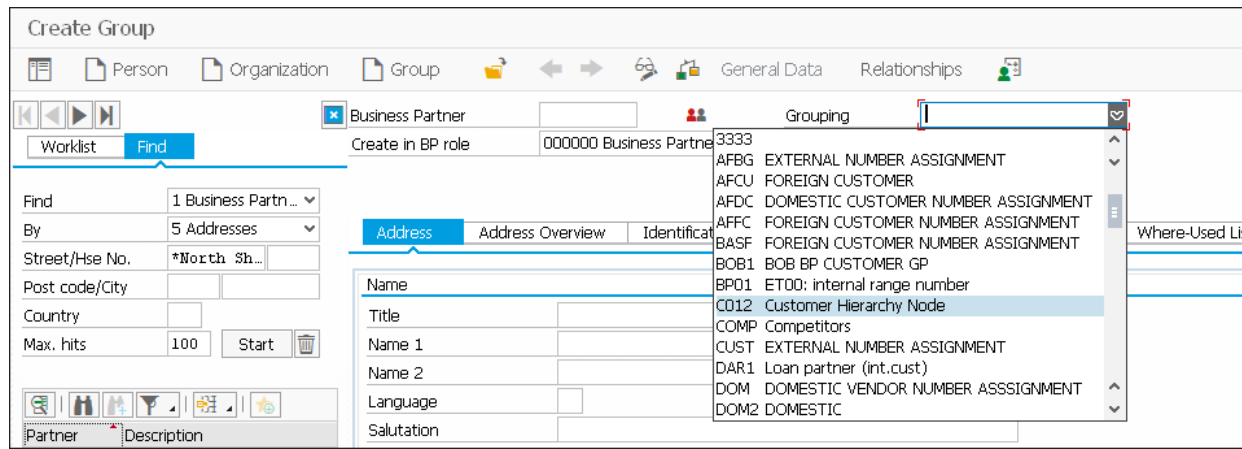 Create Group
Person Organization Group General Data Relationships
Business Partner Grouping
Worklist Find
Create in BP role 000000 Business Partne
3333
AFBG EXTERNAL NUMBER ASSIGNMENT
AFCU FOREIGN CUSTOMER
AFDC DOMESTIC CUSTOMER NUMBER ASSIGNMENT
AFFC FOREIGN CUSTOMER NUMBER ASSIGNMENT
BASF FOREIGN CUSTOMER NUMBER ASSIGNMENT
BOB1 BOB BP CUSTOMER GP
BP01 ET00: internal range number
C012 Customer Hierarchy Node
COMP Competitors
CUST EXTERNAL NUMBER ASSIGNMENT
DAR1 Loan partner (int.cust)
DOM DOMESTIC VENDOR NUMBER ASSSIGNMENT
DOM2 DOMESTIC
Find 1 Business Partn...
By 5 Addresses
Street/Hse No. *North Sh...
Post code/City
Country
Max. hits 100 Start
Partner Description
Address Address Overview Identificat Where-Used Li
Name
Title
Name 1
Name 2
Language
Salutation